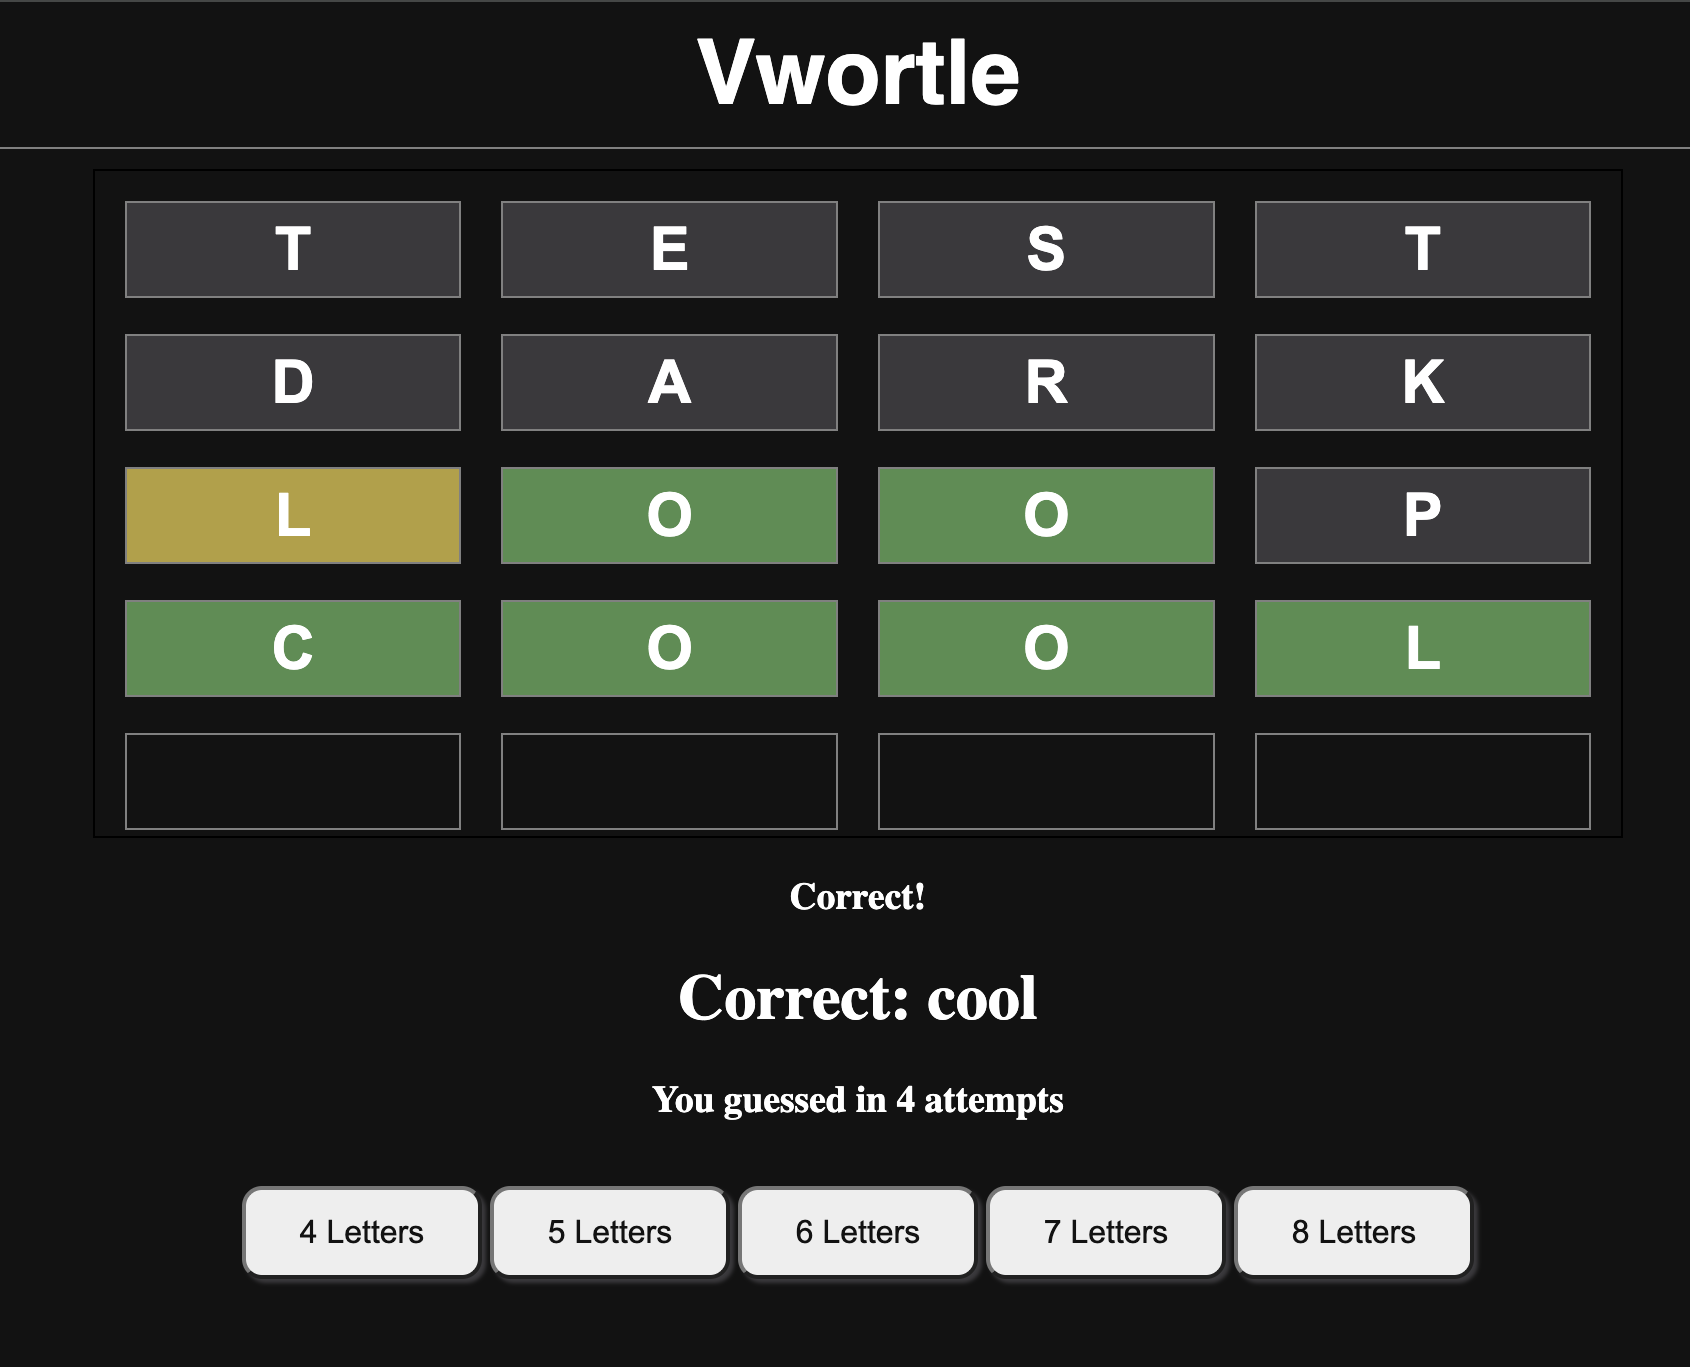 Vwortle
T E S T
D A R K
L O O P
C O O L
Correct!
Correct: cool
You guessed in 4 attempts
4 Letters 5 Letters 6 Letters 7 Letters 8 Letters